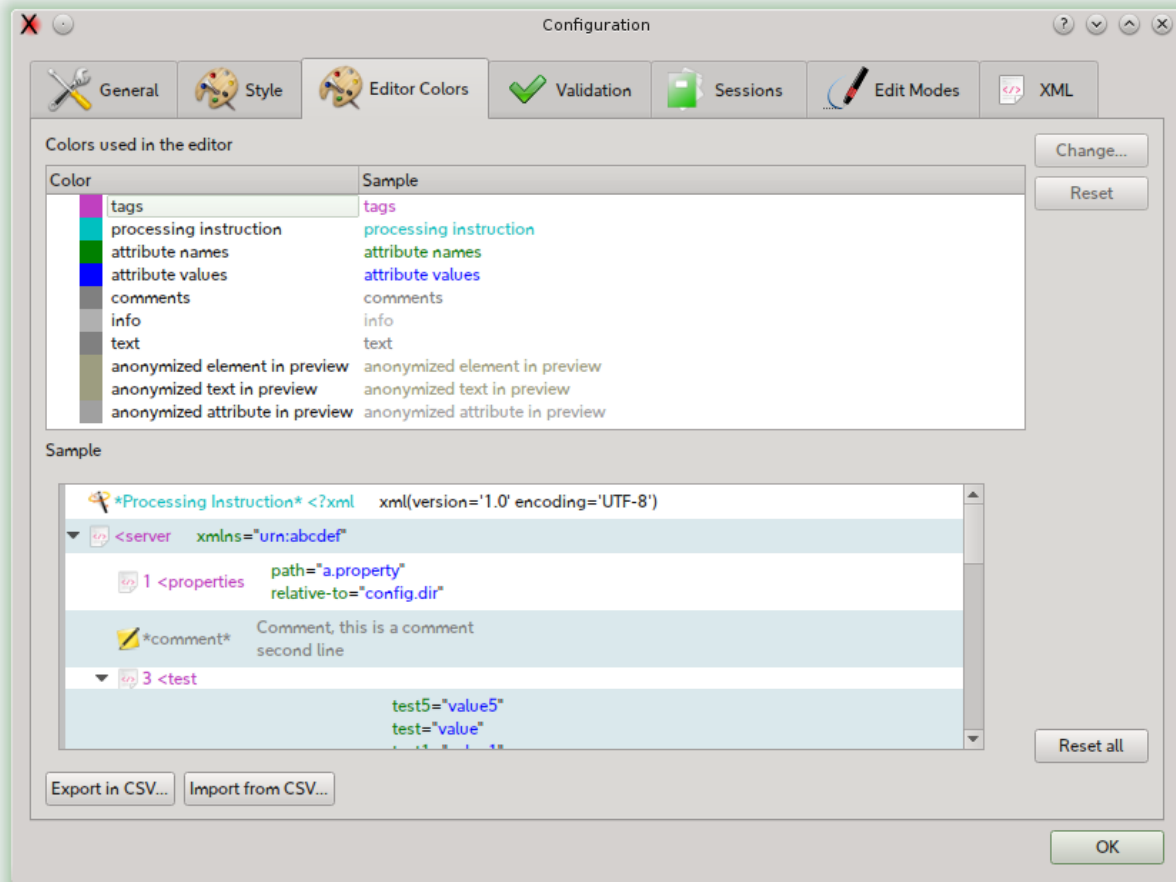 Configuration
General Style Editor Colors Validation Sessions Edit Modes XML
Colors used in the editor
Change...
Color Sample
Reset
tags tags
processing instruction processing instruction
attribute names attribute names
attribute values attribute values
comments comments
info info
text text
anonymized element in preview anonymized element in preview
anonymized text in preview anonymized text in preview
anonymized attribute in preview anonymized attribute in preview
Sample
*Processing Instruction* <?xml xml(version='1.0' encoding='UTF-8')
<server xmlns="urn:abcdef"
1 <properties path="a.property"
relative-to="config.dir"
*comment* Comment, this is a comment
second line
3 <test
test5="value5"
test="value"
Reset all
Export in CSV... Import from CSV...
OK